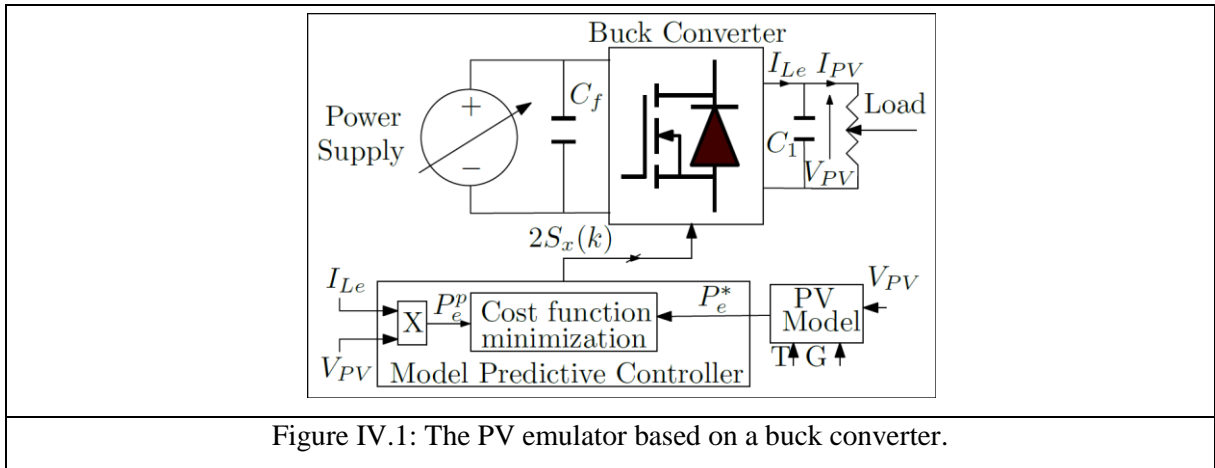 Buck Converter
I_{Le} I_{PV}
+
C_f
Power
Supply
−
Load
C_1
V_{PV}
2S_x(k)
I_{Le}
V_{PV}
X
P_e^p
Cost function
minimization
P_e^*
PV
Model
V_{PV}
T G
Model Predictive Controller
Figure IV.1: The PV emulator based on a buck converter.